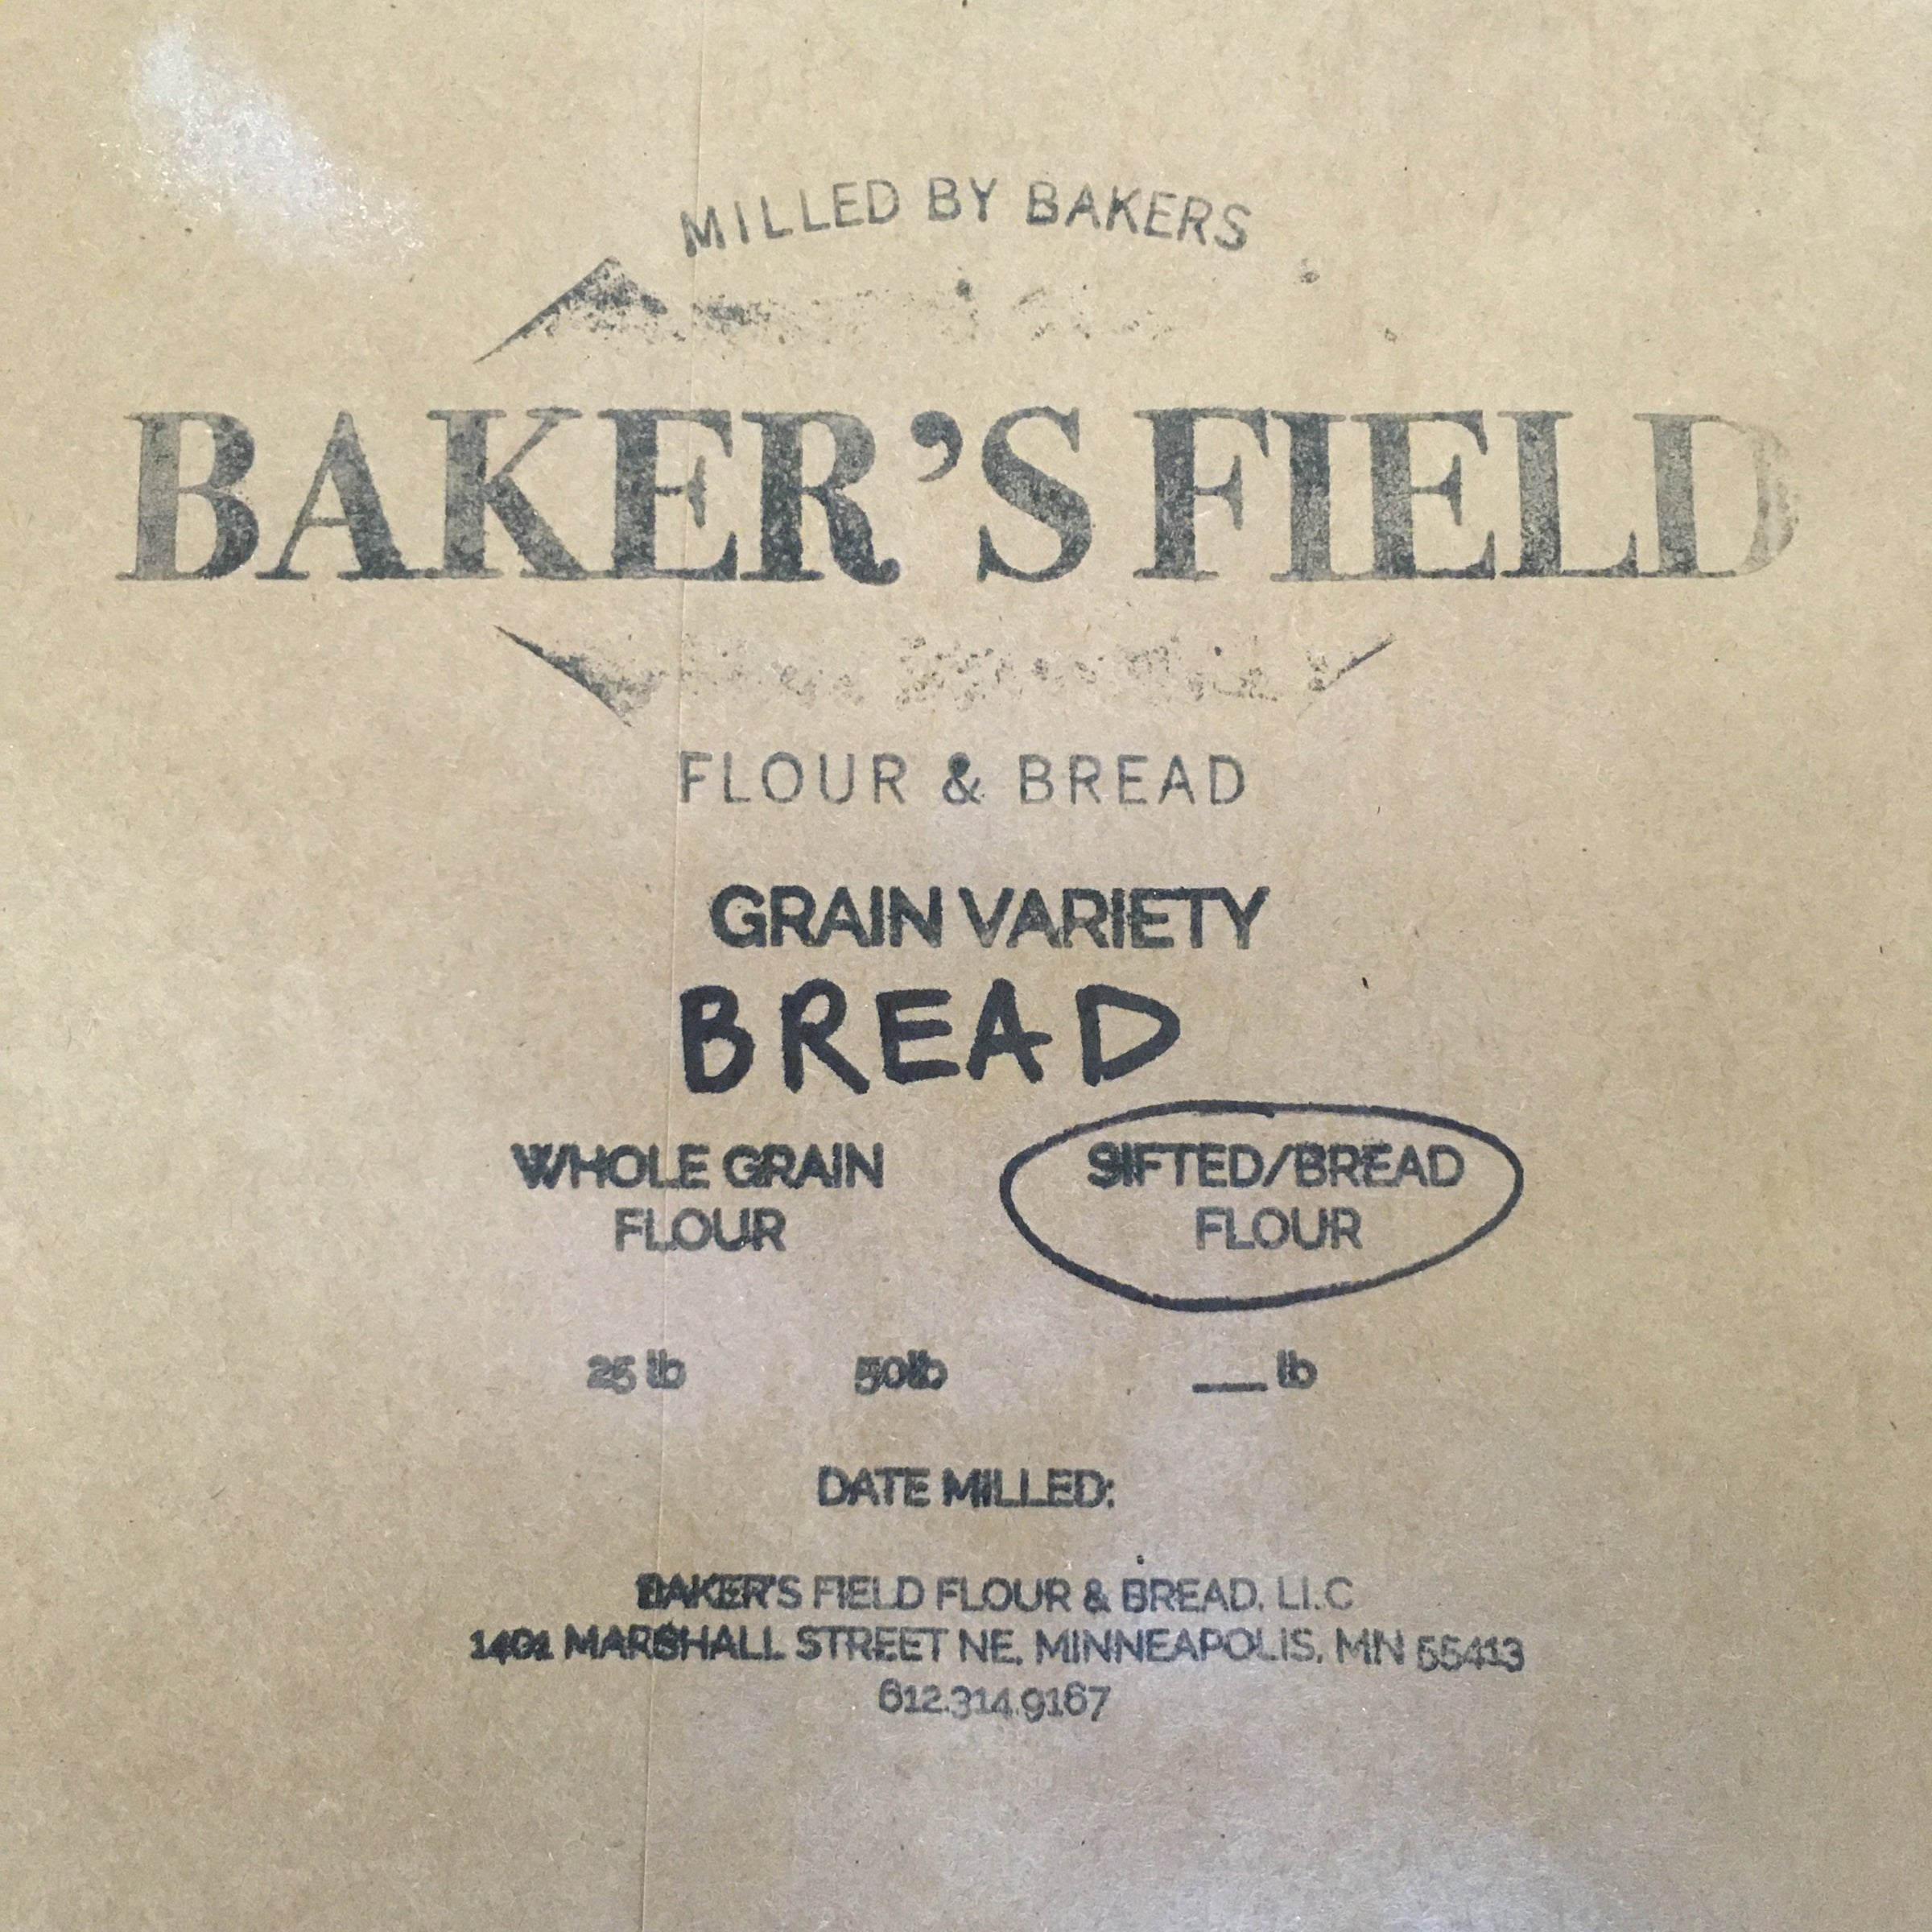 MILLED BY BAKERS
BAKER'S FIELD
FLOUR & BREAD
GRAIN VARIETY
BREAD
WHOLE GRAIN FLOUR
SIFTED/BREAD FLOUR
25 lb 50lb ___ lb
DATE MILLED:
BAKER'S FIELD FLOUR & BREAD, LLC
1401 MARSHALL STREET NE, MINNEAPOLIS, MN 55413
612.314.9167